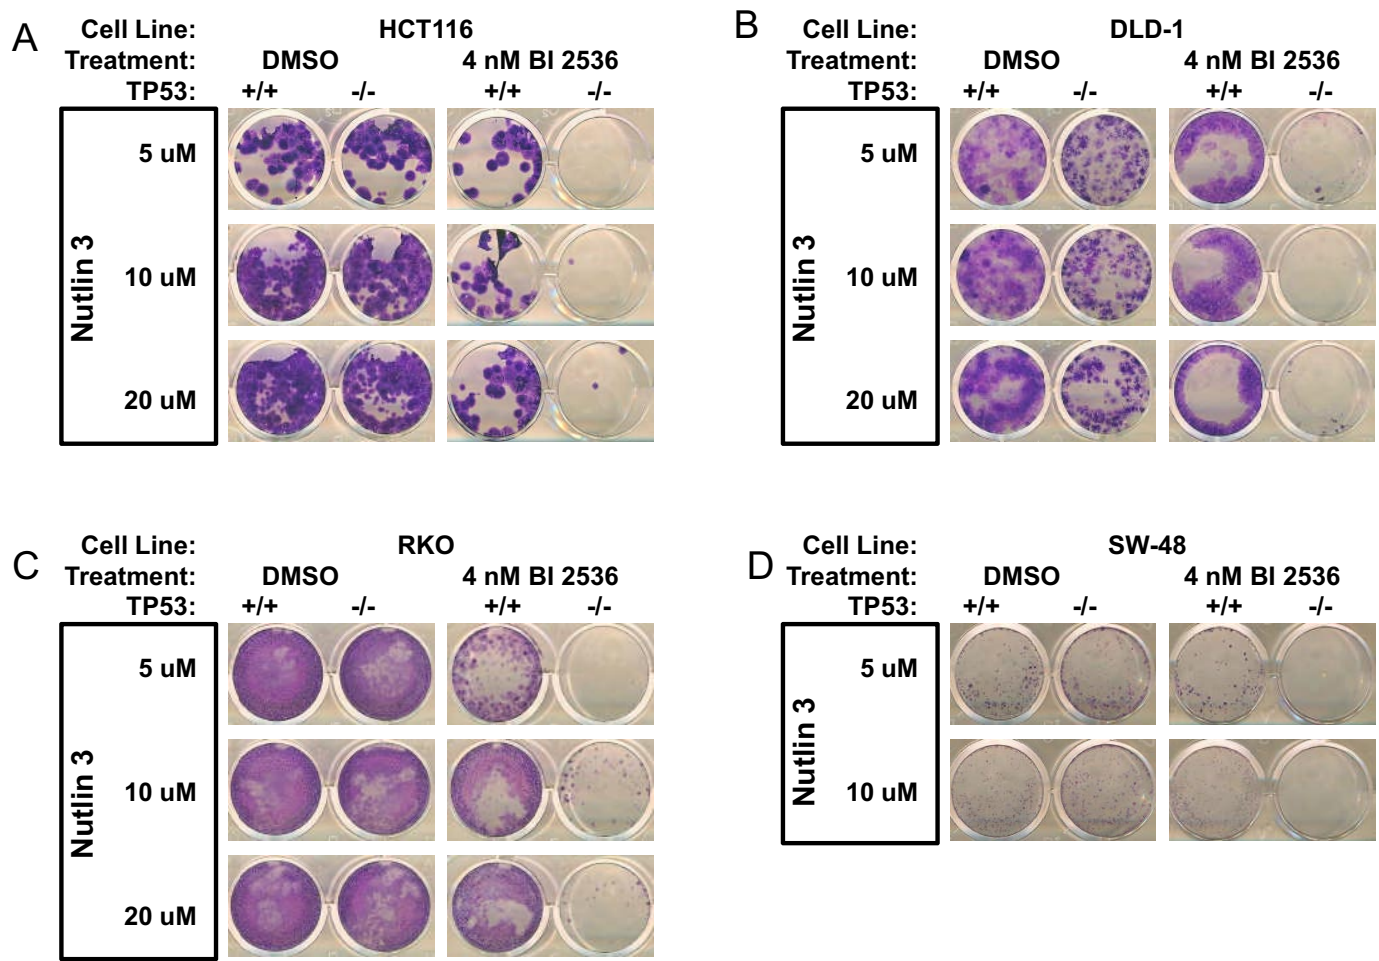 A
Cell Line: HCT116
Treatment: DMSO 4 nM BI 2536
TP53: +/+ -/- +/+ -/-
Nutlin 3
5 uM
10 uM
20 uM
B
Cell Line: DLD-1
Treatment: DMSO 4 nM BI 2536
TP53: +/+ -/- +/+ -/-
Nutlin 3
5 uM
10 uM
20 uM
C
Cell Line: RKO
Treatment: DMSO 4 nM BI 2536
TP53: +/+ -/- +/+ -/-
Nutlin 3
5 uM
10 uM
20 uM
D
Cell Line: SW-48
Treatment: DMSO 4 nM BI 2536
TP53: +/+ -/- +/+ -/-
Nutlin 3
5 uM
10 uM